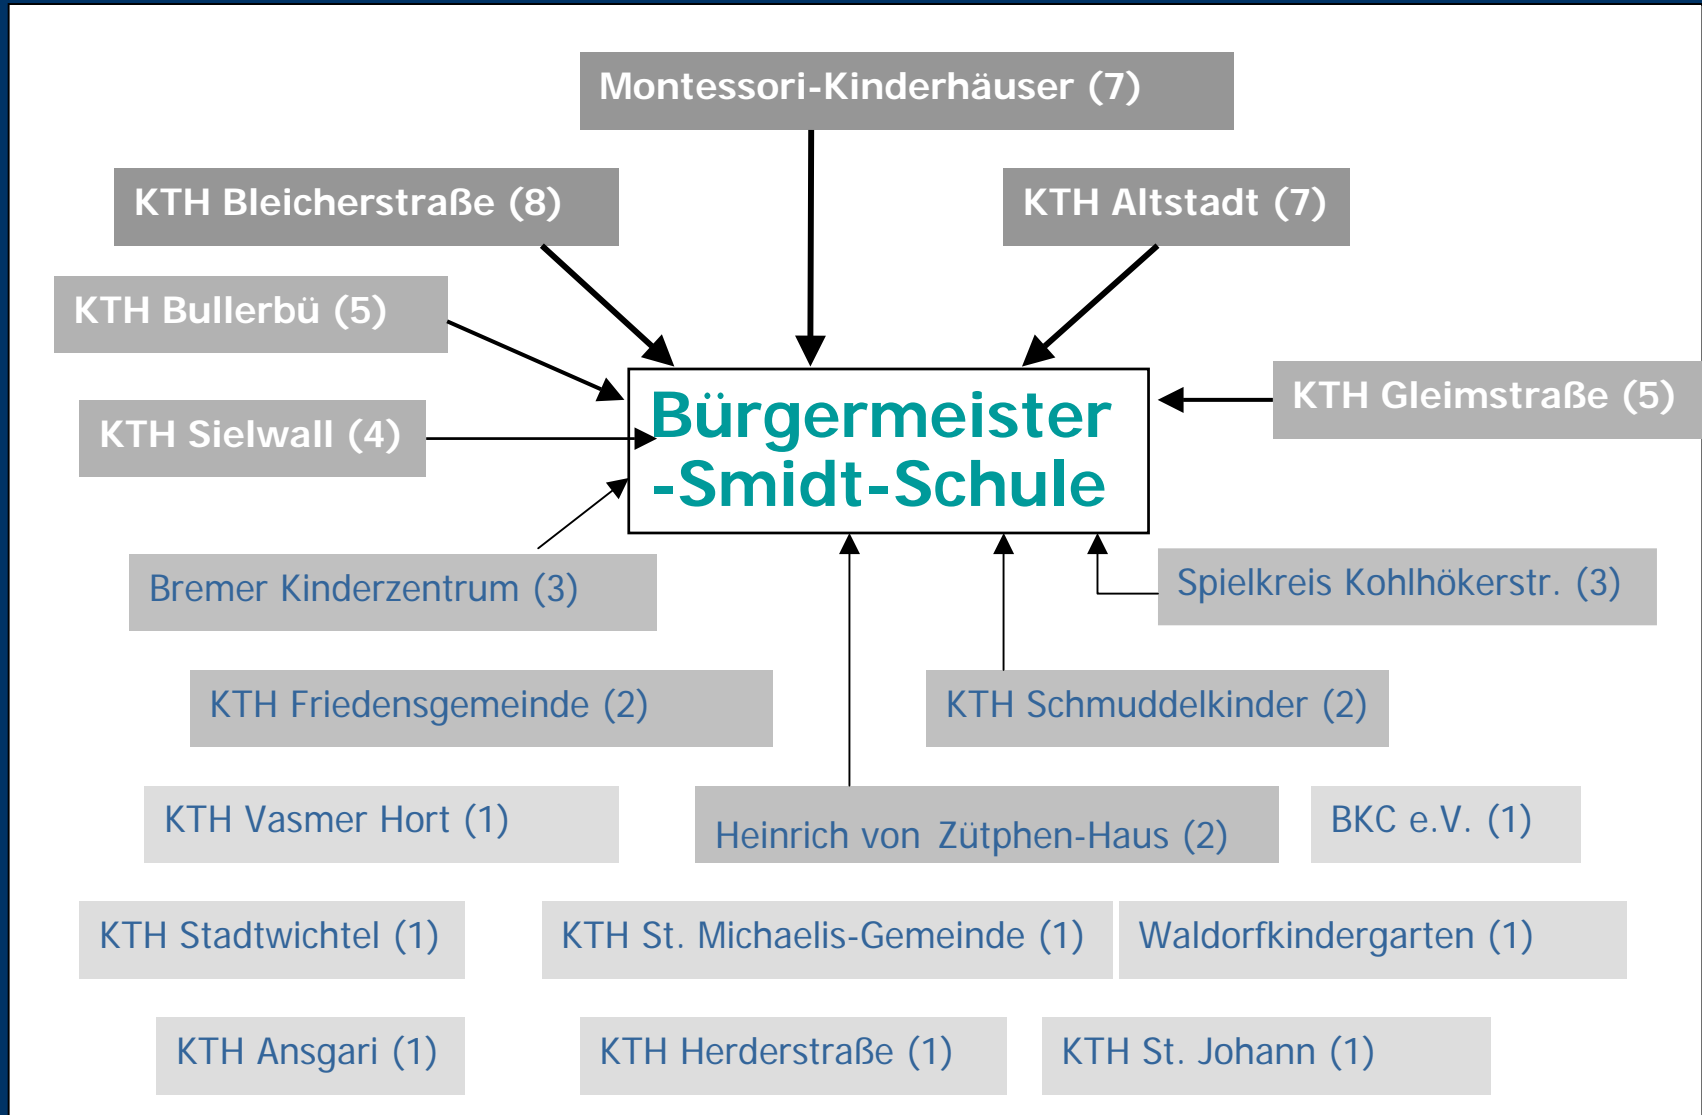 Montessori-Kinderhäuser (7)
KTH Bleicherstraße (8)
KTH Altstadt (7)
KTH Bullerbü (5)
KTH Gleimstraße (5)
KTH Sielwall (4)
Bürgermeister
-Smidt-Schule
Bremer Kinderzentrum (3)
Spielkreis Kohlhökerstr. (3)
KTH Friedensgemeinde (2)
KTH Schmuddelkinder (2)
KTH Vasmer Hort (1)
Heinrich von Zütphen-Haus (2)
BKC e.V. (1)
KTH Stadtwichtel (1)
KTH St. Michaelis-Gemeinde (1)
Waldorfkindergarten (1)
KTH Ansgari (1)
KTH Herderstraße (1)
KTH St. Johann (1)